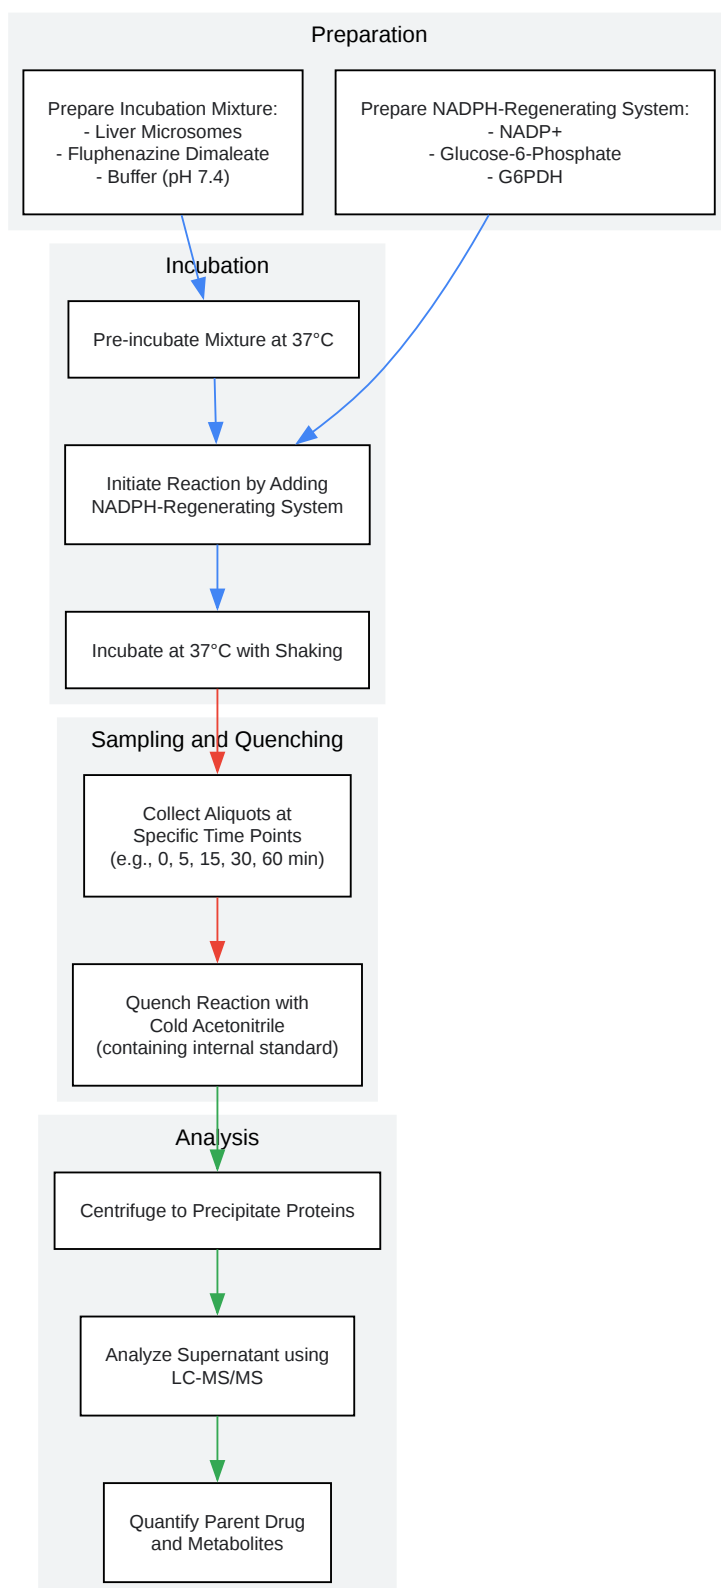 Preparation
Prepare Incubation Mixture:
- Liver Microsomes
- Fluphenazine Dimaleate
- Buffer (pH 7.4)
Prepare NADPH-Regenerating System:
- NADP+
- Glucose-6-Phosphate
- G6PDH
Incubation
Pre-incubate Mixture at 37°C
Initiate Reaction by Adding
NADPH-Regenerating System
Incubate at 37°C with Shaking
Sampling and Quenching
Collect Aliquots at
Specific Time Points
(e.g., 0, 5, 15, 30, 60 min)
Quench Reaction with
Cold Acetonitrile
(containing internal standard)
Analysis
Centrifuge to Precipitate Proteins
Analyze Supernatant using
LC-MS/MS
Quantify Parent Drug
and Metabolites